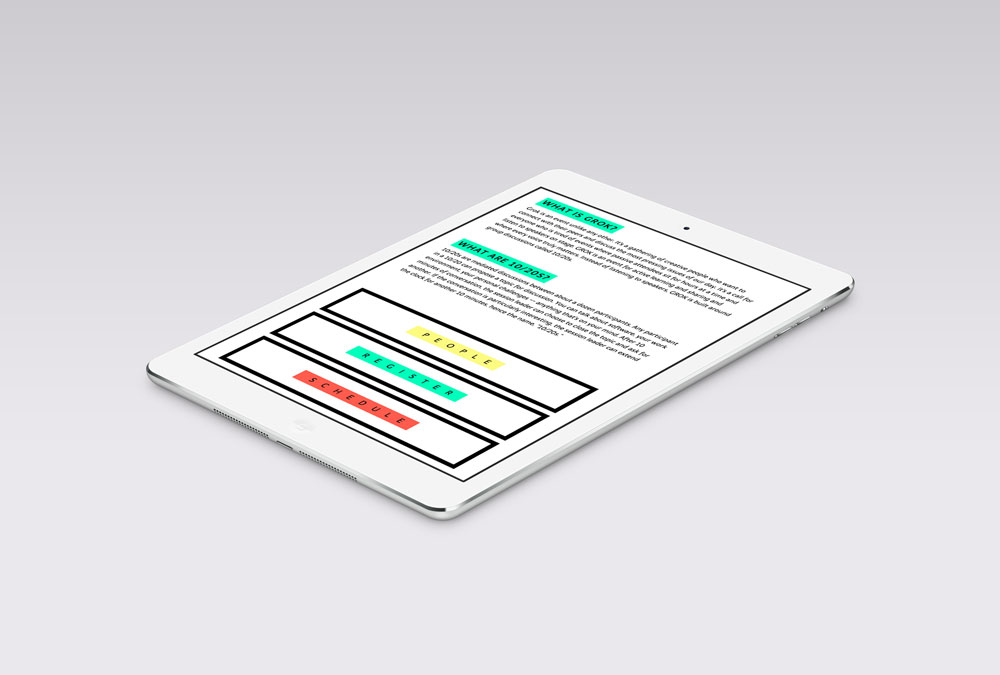 WHAT IS GROK?
Grok is an event unlike any other. It's a gathering of creative people who want to
connect with their peers and discuss the most pressing issues of our day. It's a call for
everyone who is tired of events where passive attendees sit for hours at a time and
listen to speakers on stage. GROK is an event for active learning and sharing and
where every voice truly matters. Instead of listening to speakers, GROK is built around
group discussions called 10/20s.
WHAT ARE 10/20S?
10/20s are mediated discussions between about a dozen participants. Any participant
in a 10/20 can propose a topic for discussion. You can talk about software, your work
environment, your personal challenges — anything that's on your mind. After 10
minutes of conversation, the session leader can choose to close the topic and ask for
another. If the conversation is particularly interesting, the session leader can extend
the clock for another 10 minutes, hence the name, "10/20s."
PEOPLE
REGISTER
SCHEDULE